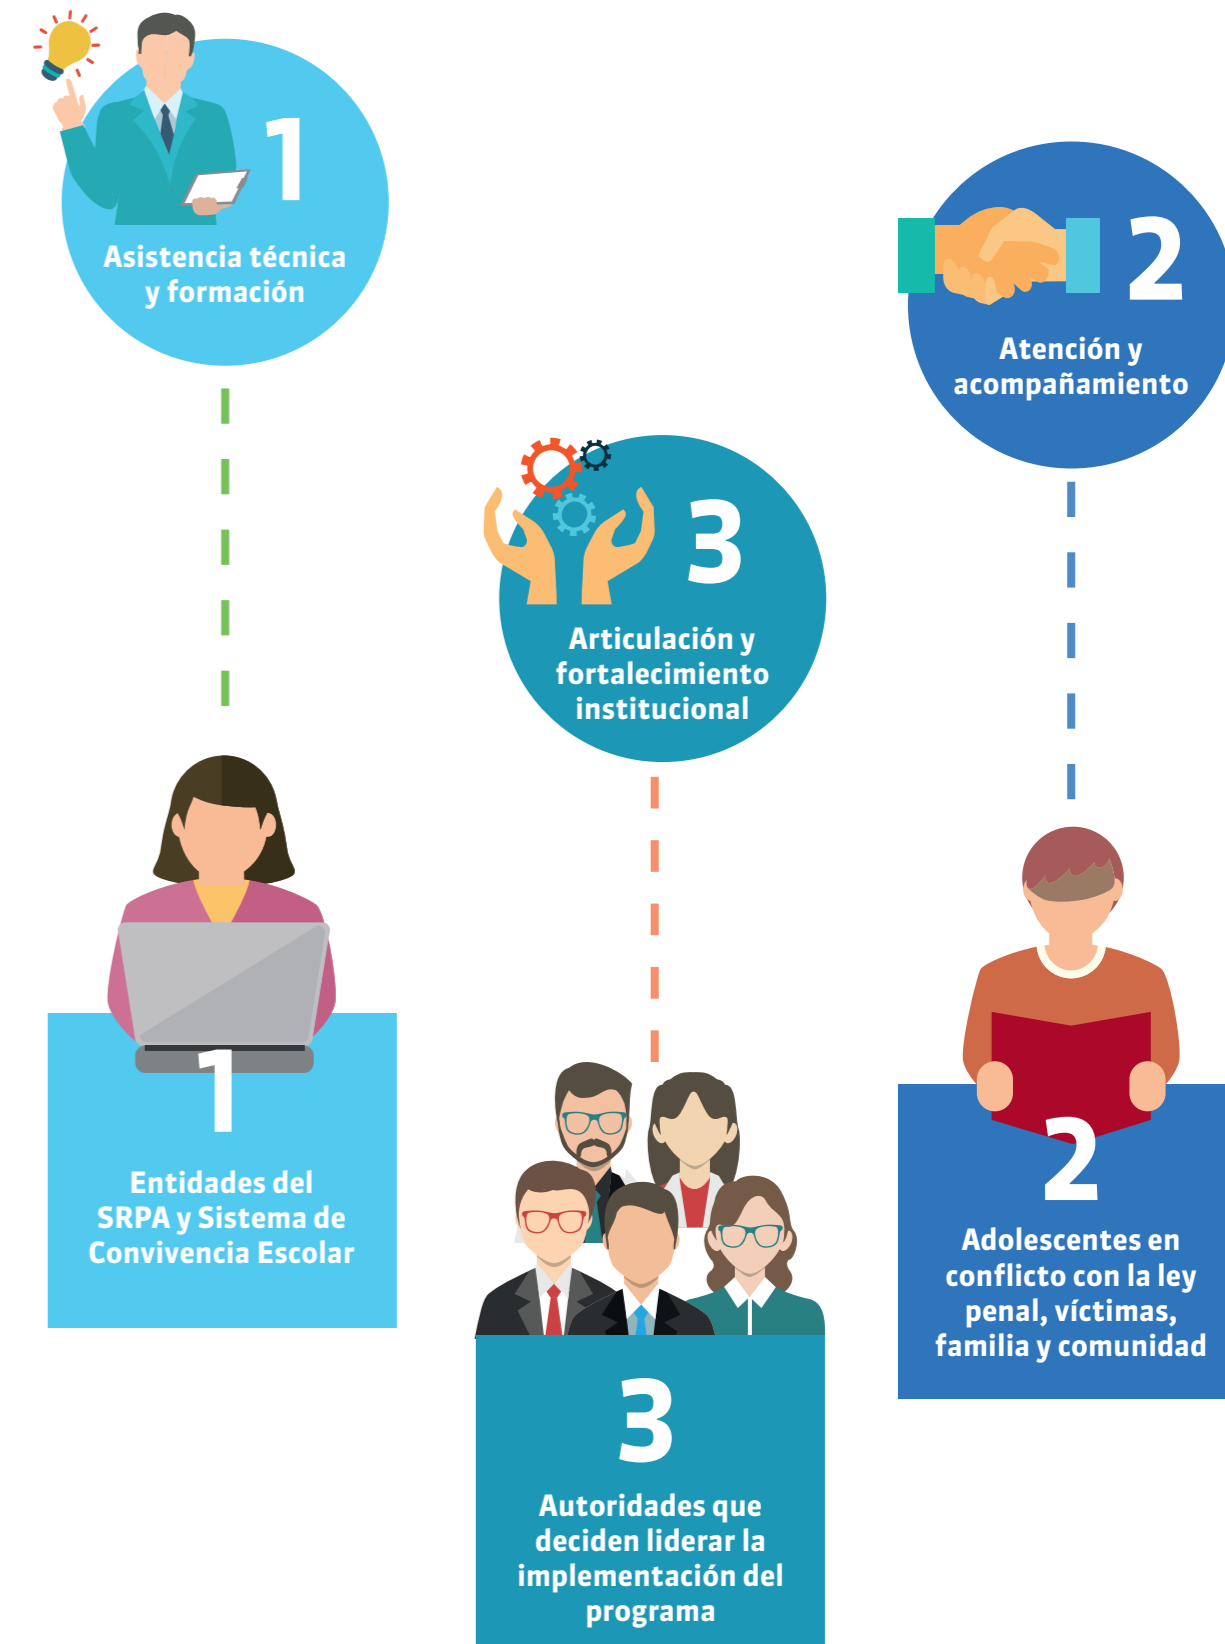 1
Asistencia técnica
y formación
2
Atención y
acompañamiento
3
Articulación y
fortalecimiento
institucional
1
Entidades del
SRPA y Sistema de
Convivencia Escolar
2
Adolescentes en
conflicto con la ley
penal, víctimas,
familia y comunidad
3
Autoridades que
deciden liderar la
implementación del
programa